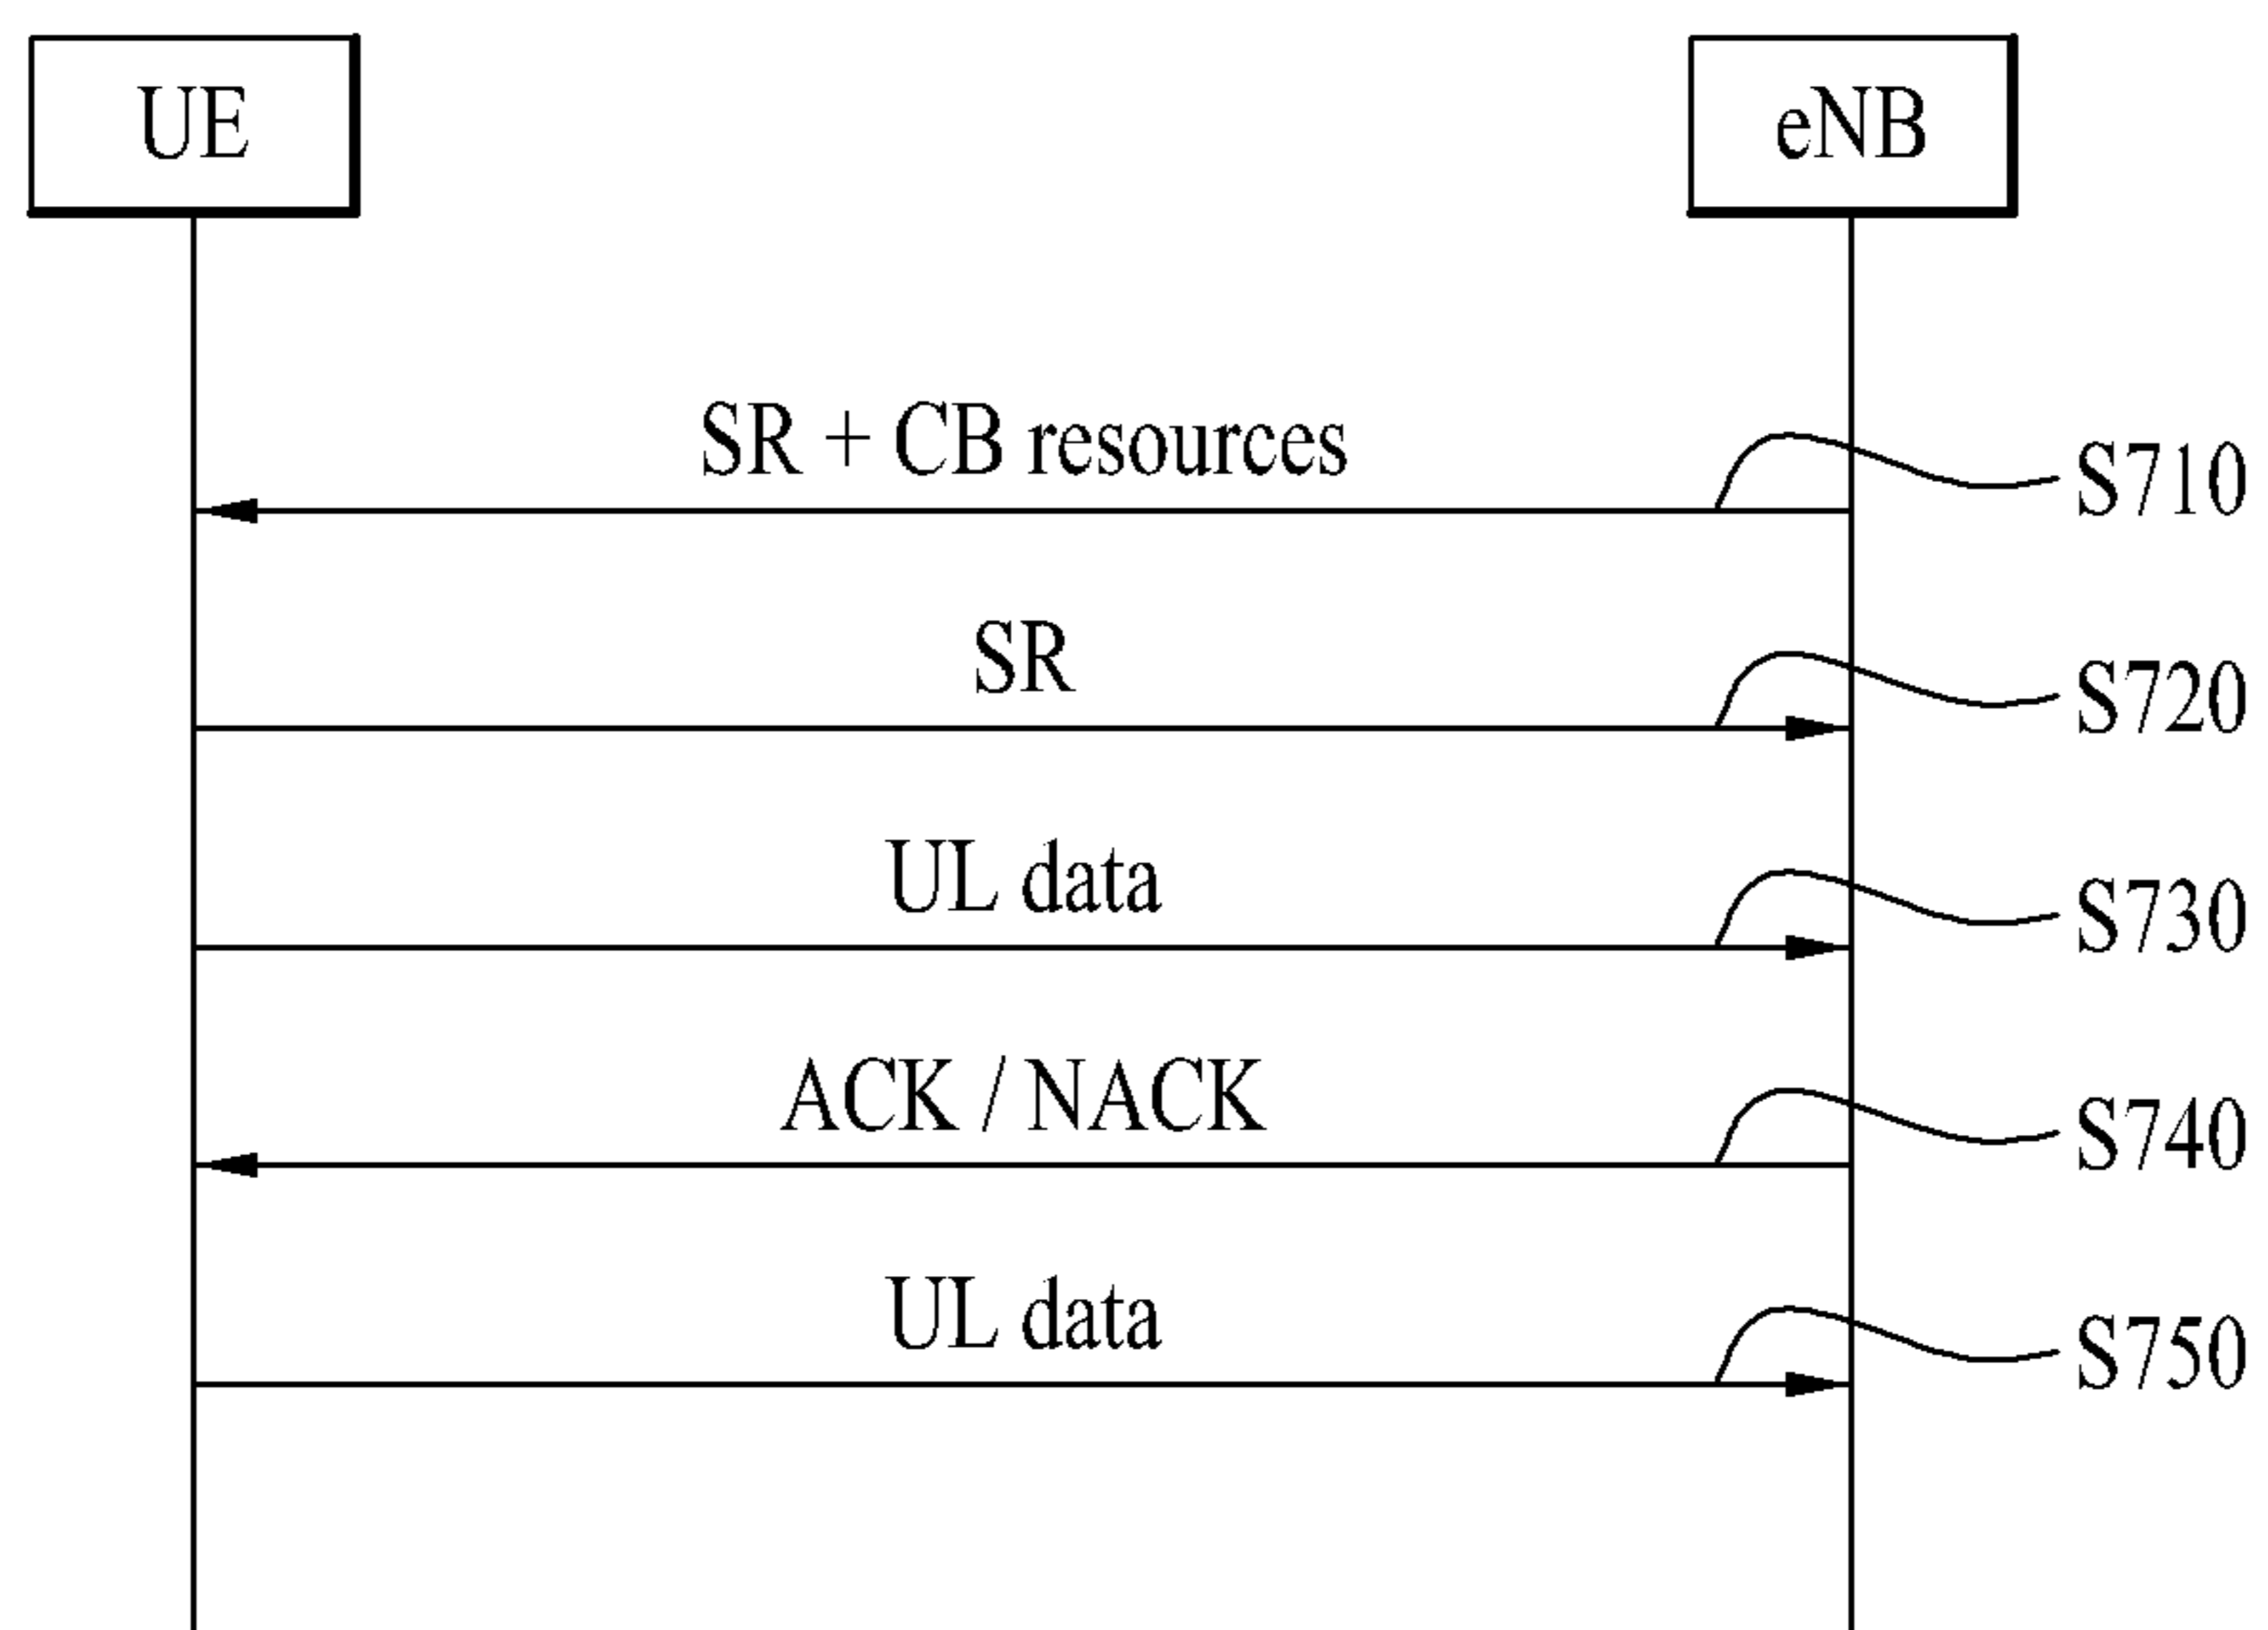 UE
eNB
SR + CB resources
S710
SR
S720
UL data
S730
ACK / NACK
S740
UL data
S750